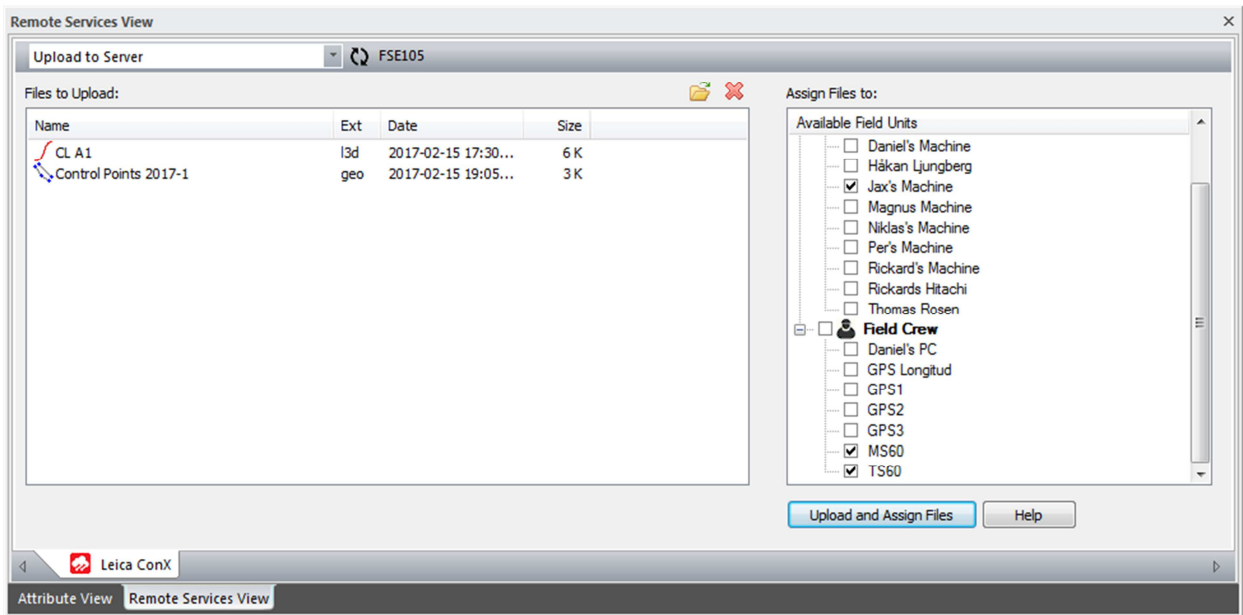 Remote Services View
Upload to Server
FSE105
Files to Upload:
Name Ext Date Size
CL A1 l3d 2017-02-15 17:30... 6 K
Control Points 2017-1 geo 2017-02-15 19:05... 3 K
Assign Files to:
Available Field Units
Daniel's Machine
Håkan Ljungberg
Jax's Machine
Magnus Machine
Niklas's Machine
Per's Machine
Rickard's Machine
Rickards Hitachi
Thomas Rosen
Field Crew
Daniel's PC
GPS Longitud
GPS1
GPS2
GPS3
MS60
TS60
Upload and Assign Files Help
Leica ConX
Attribute View Remote Services View